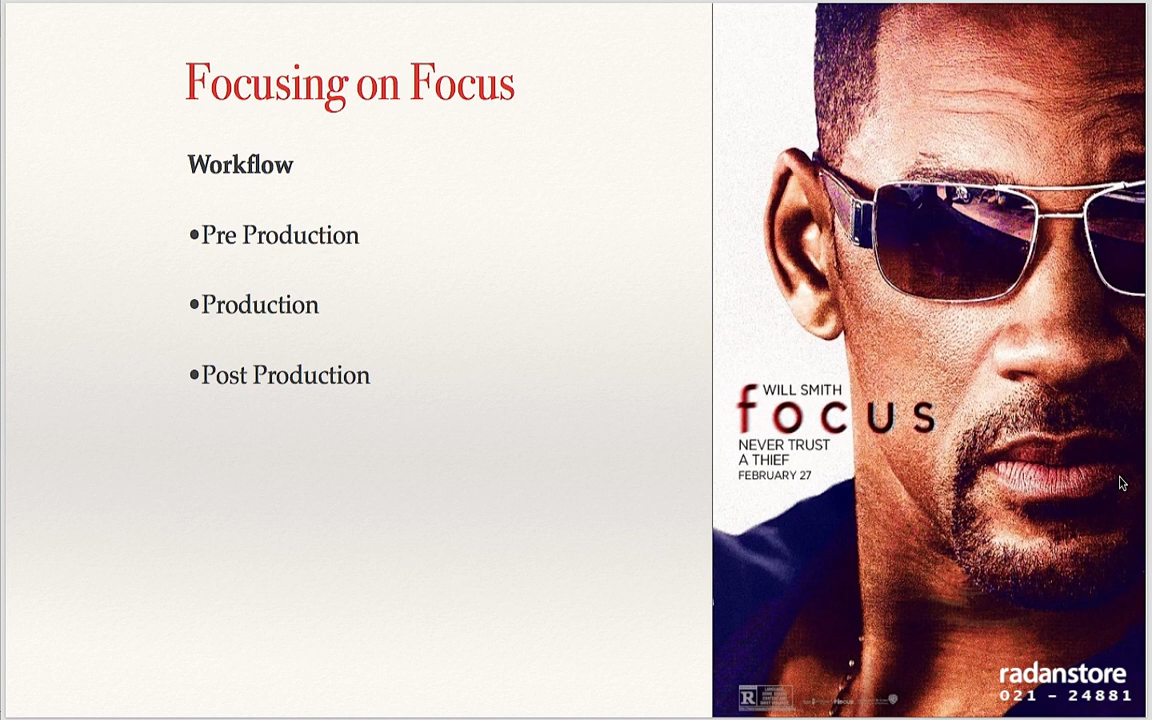 Focusing on Focus
Workflow
•Pre Production
•Production
•Post Production
WILL SMITH
focus
NEVER TRUST
A THIEF
FEBRUARY 27
R
radanstore
021 - 24881